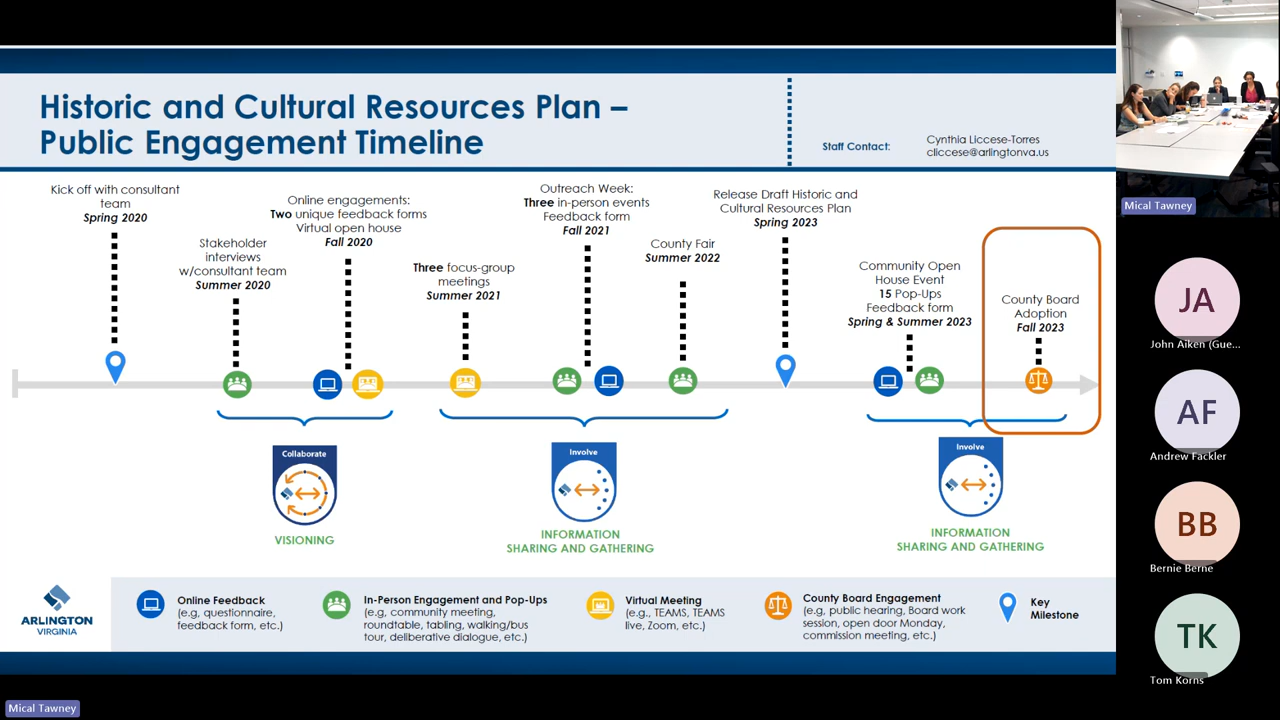 Historic and Cultural Resources Plan –
Public Engagement Timeline
Staff Contact:
Cynthia Liccese-Torres
cliccese@arlingtonva.us
Kick off with consultant
team
Spring 2020
Stakeholder
interviews
w/consultant team
Summer 2020
Online engagements:
Two unique feedback forms
Virtual open house
Fall 2020
Three focus-group
meetings
Summer 2021
Outreach Week:
Three in-person events
Feedback form
Fall 2021
County Fair
Summer 2022
Release Draft Historic and
Cultural Resources Plan
Spring 2023
Community Open
House Event
15 Pop-Ups
Feedback form
Spring & Summer 2023
County Board
Adoption
Fall 2023
Collaborate
VISIONING
Involve
INFORMATION
SHARING AND GATHERING
Involve
INFORMATION
SHARING AND GATHERING
ARLINGTON
VIRGINIA
Online Feedback
(e.g, questionnaire,
feedback form, etc.)
In-Person Engagement and Pop-Ups
(e.g, community meeting,
roundtable, tabling, walking/bus
tour, deliberative dialogue, etc.)
Virtual Meeting
(e.g., TEAMS, TEAMS
live, Zoom, etc.)
County Board Engagement
(e.g, public hearing, Board work
session, open door Monday,
commission meeting, etc.)
Key
Milestone
Mical Tawney
Mical Tawney
JA
John Aiken (Gue...
AF
Andrew Fackler
BB
Bernie Berne
TK
Tom Korns